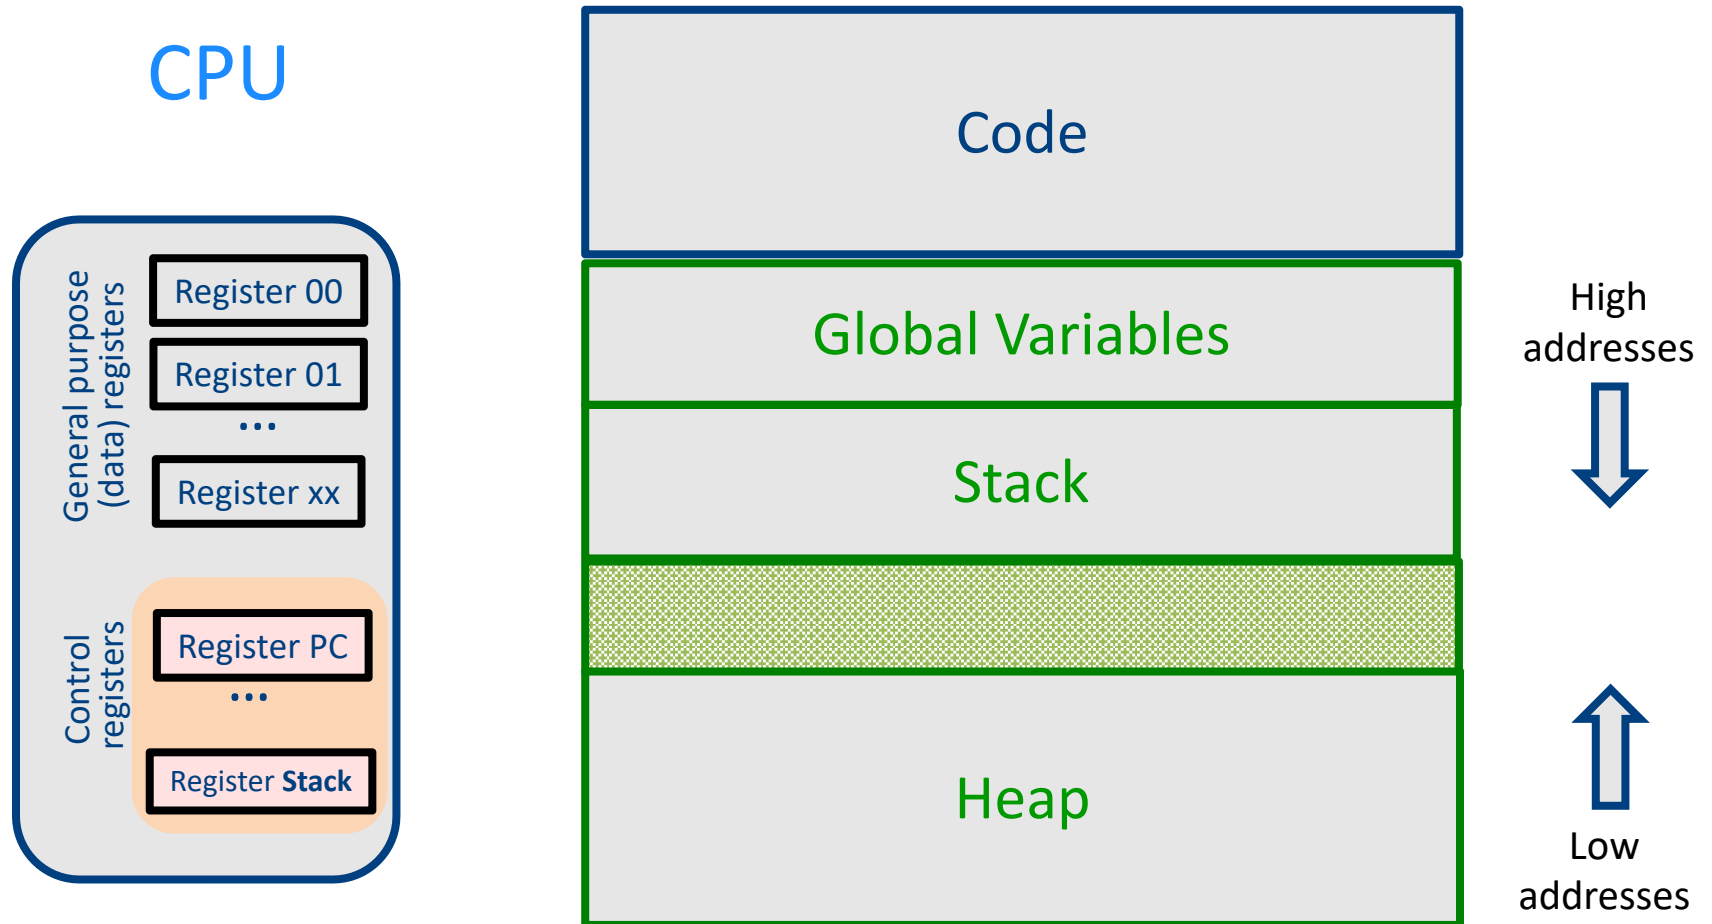 CPU
General purpose
(data) registers
Register 00
Register 01
...
Register xx
Control
registers
Register PC
...
Register Stack
Code
Global Variables
Stack
Heap
High
addresses
Low
addresses